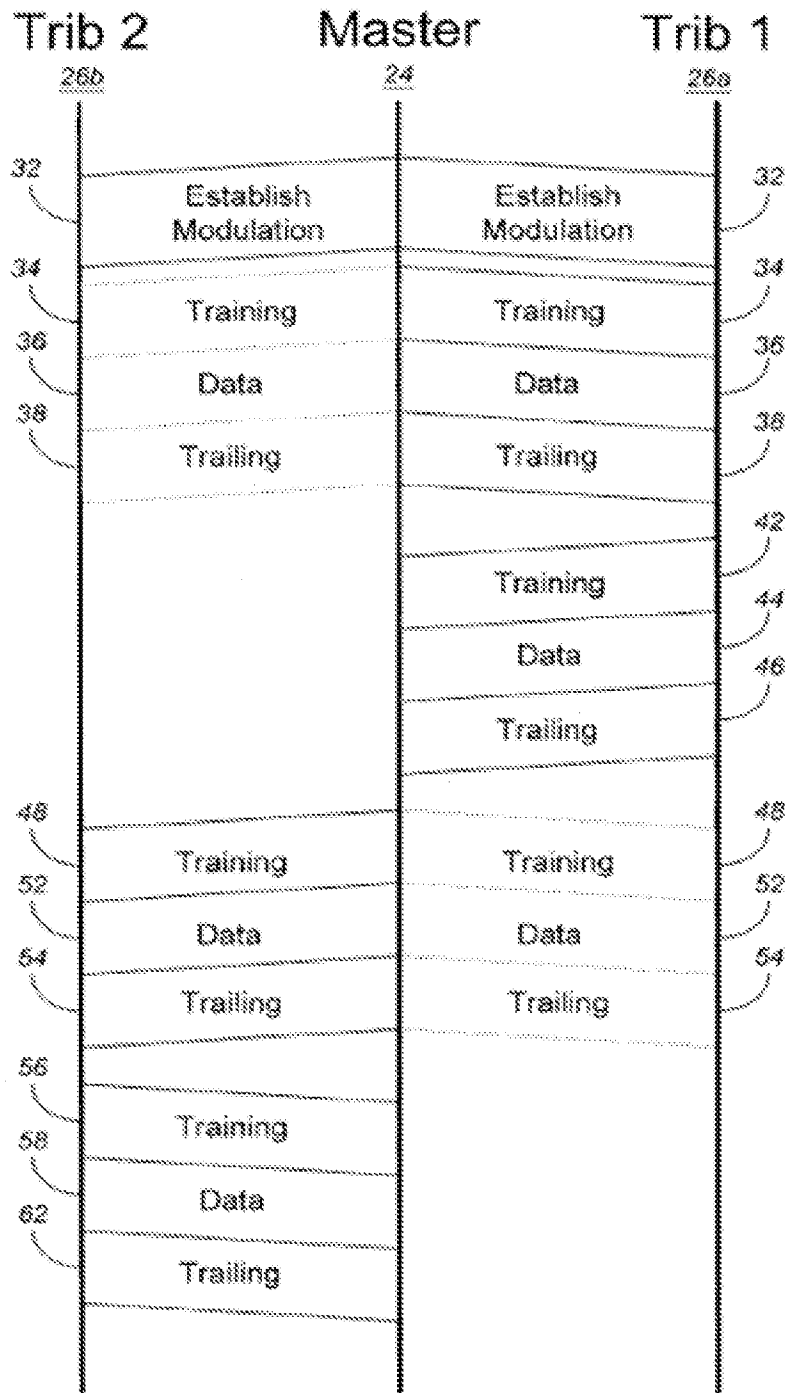 Trib 2 Master Trib 1
26b 24 26a
32 Establish Modulation Establish Modulation 32
34 Training Training 34
36 Data Data 36
38 Trailing Trailing 38
Training 42
Data 44
Trailing 46
48 Training Training 48
52 Data Data 52
54 Trailing Trailing 54
56 Training
58 Data
62 Trailing